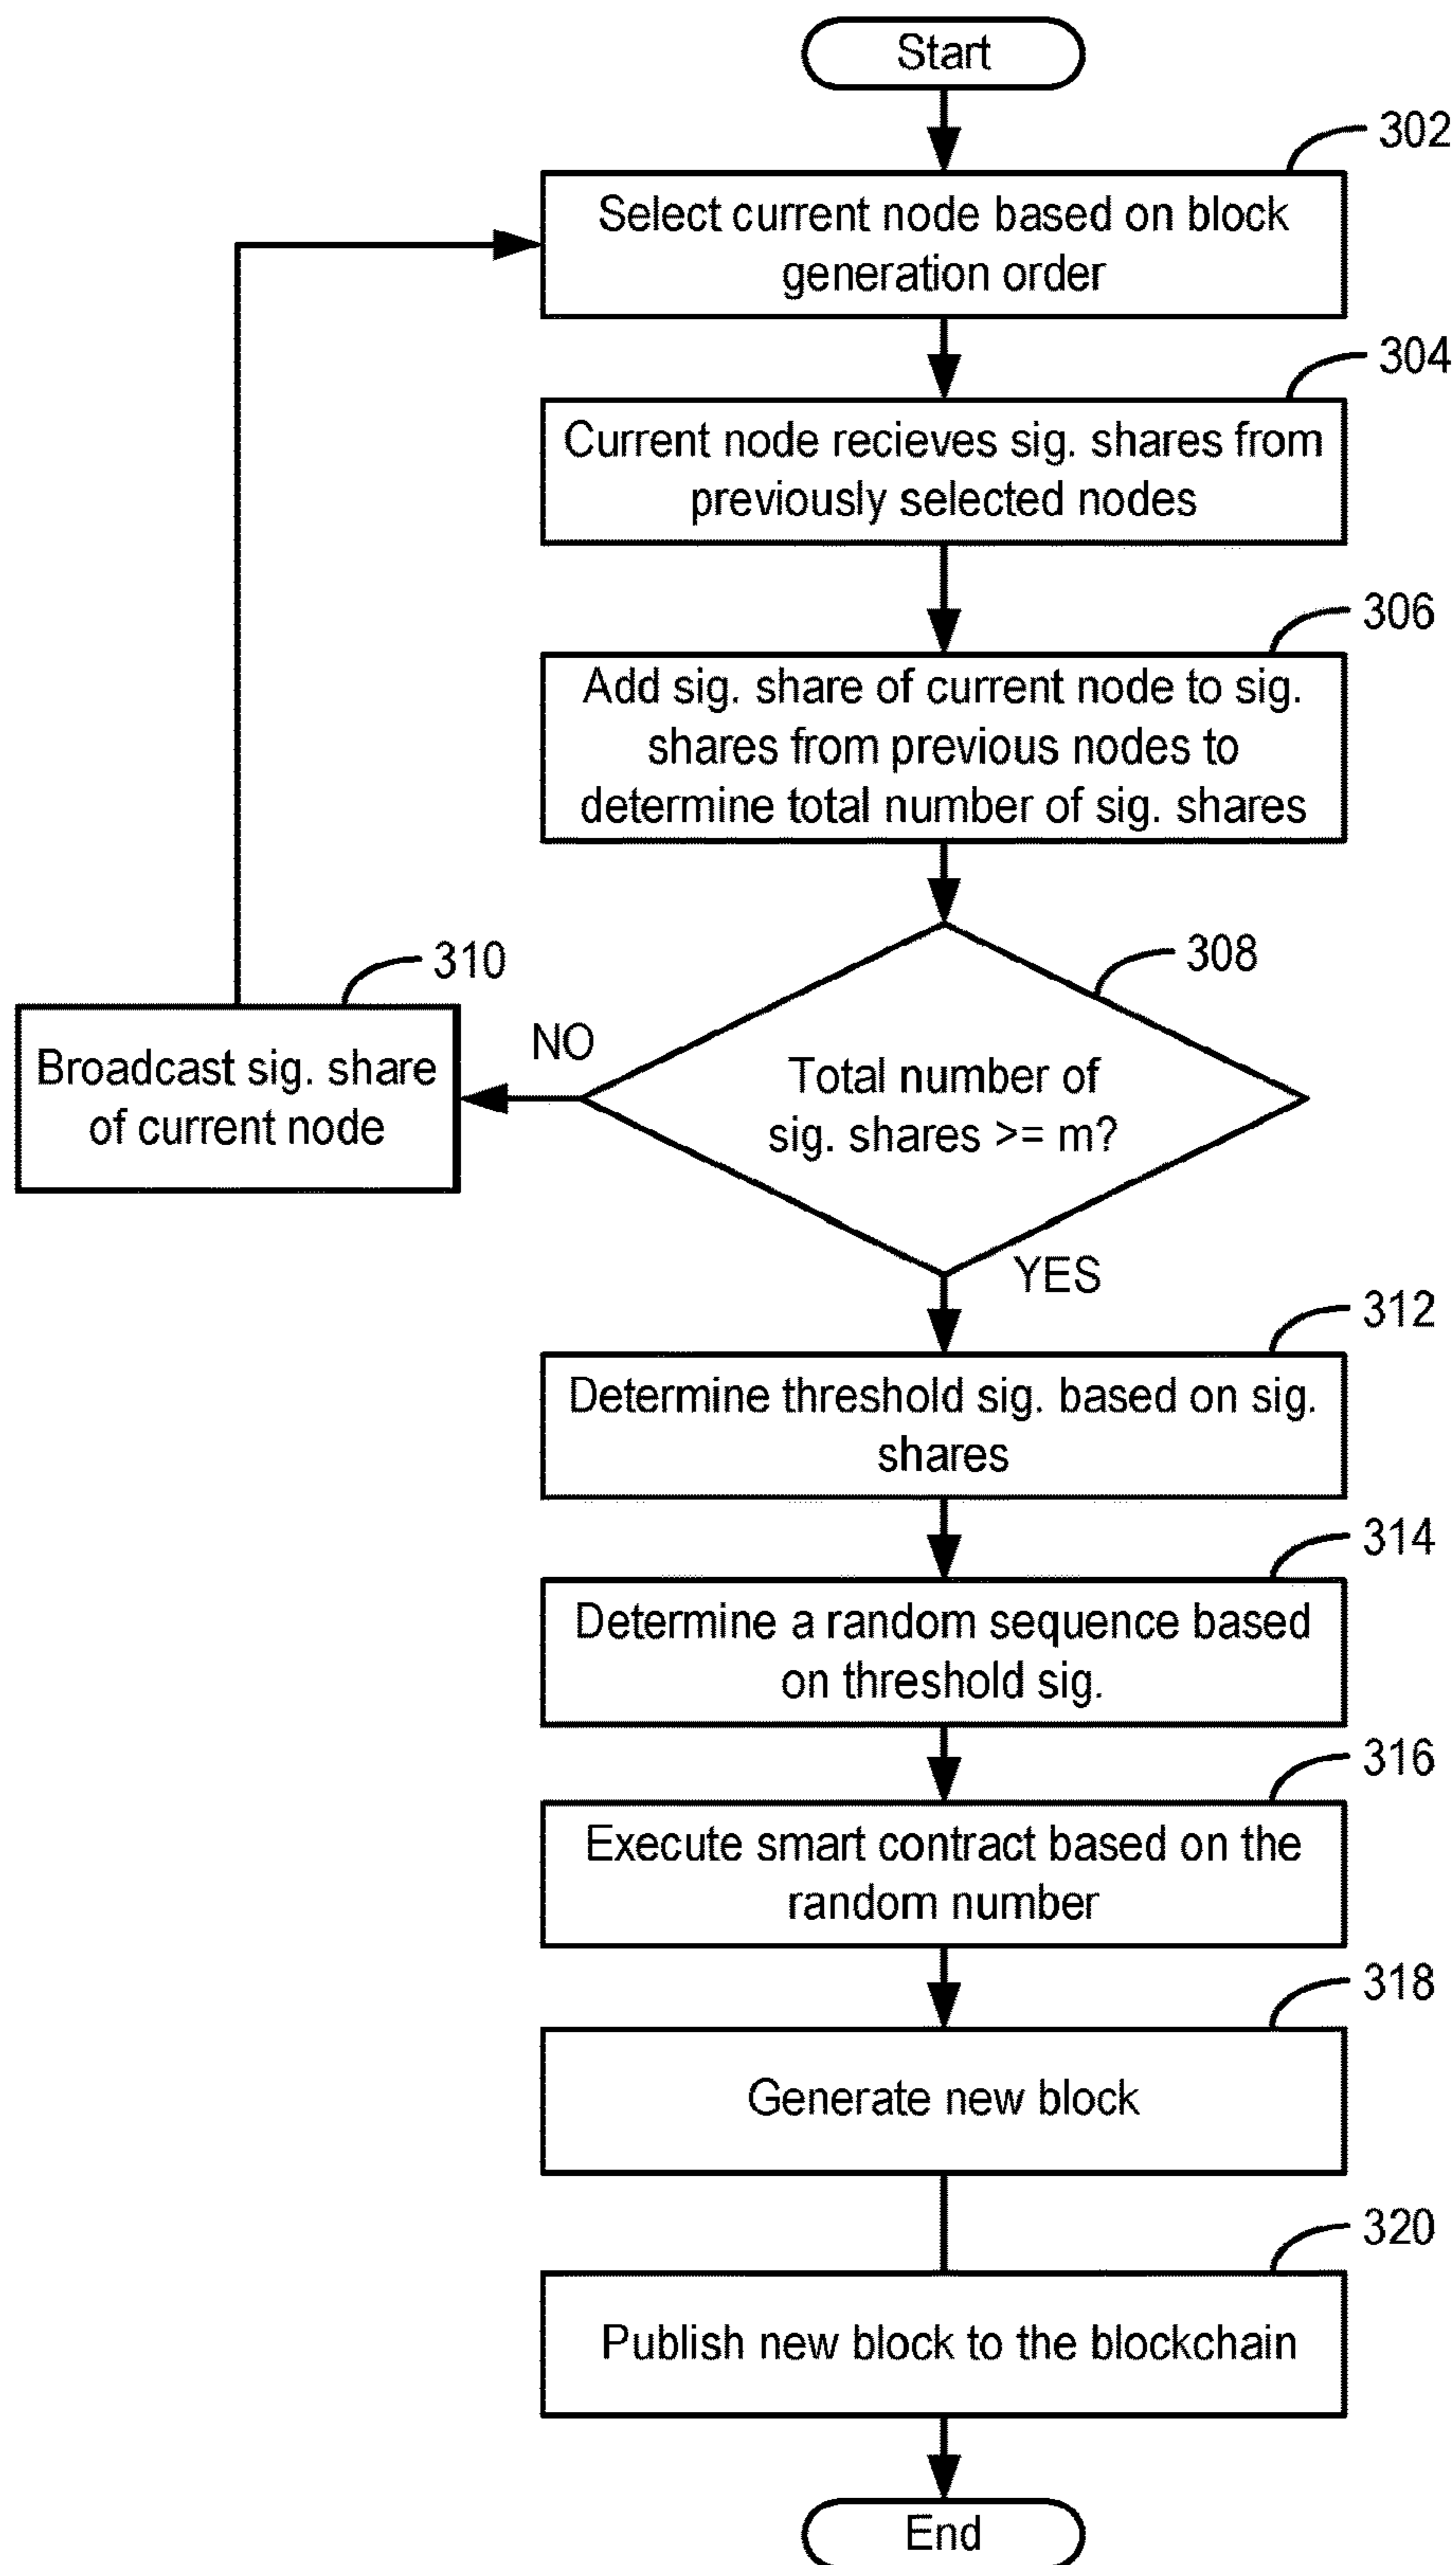 Start
302
Select current node based on block
generation order
304
Current node recieves sig. shares from
previously selected nodes
306
Add sig. share of current node to sig.
shares from previous nodes to
determine total number of sig. shares
308
Total number of
sig. shares >= m?
NO
310
Broadcast sig. share
of current node
YES
312
Determine threshold sig. based on sig.
shares
314
Determine a random sequence based
on threshold sig.
316
Execute smart contract based on the
random number
318
Generate new block
320
Publish new block to the blockchain
End